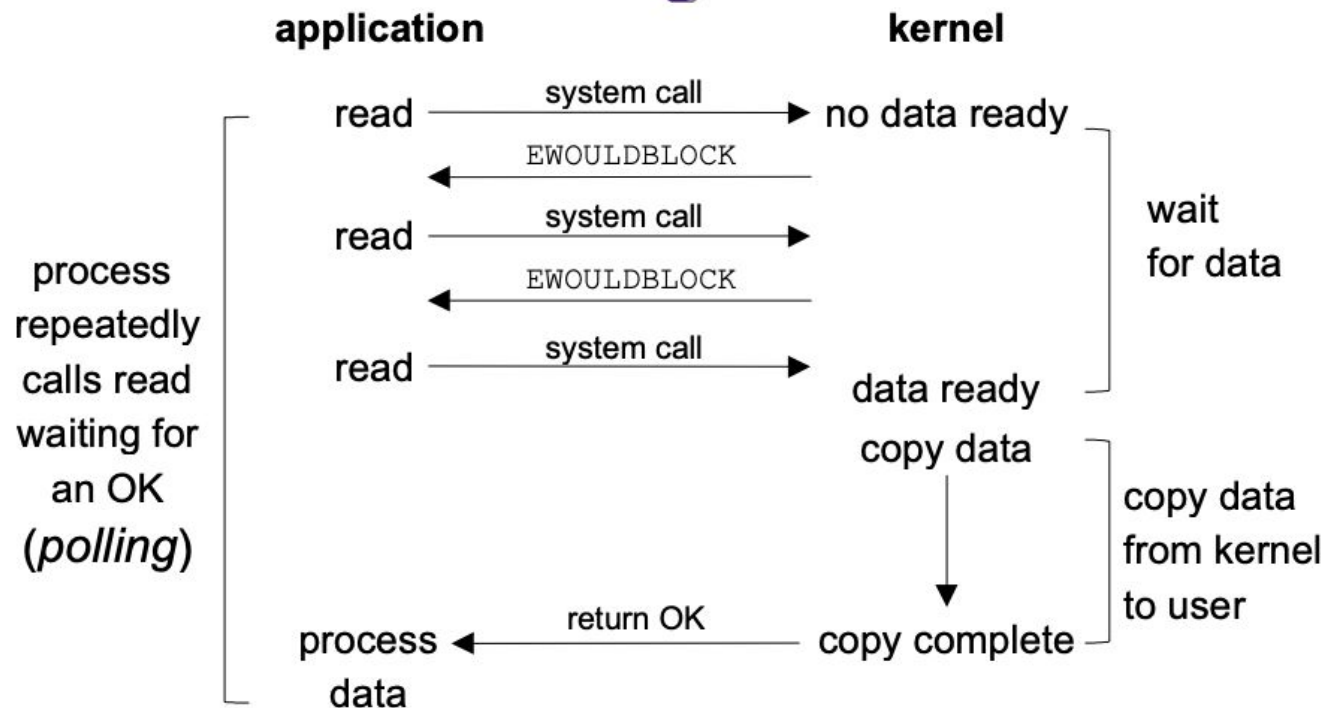 application
kernel
read
system call
no data ready
EWOULDBLOCK
read
system call
EWOULDBLOCK
read
system call
data ready
copy data
return OK
process
data
copy complete
process
repeatedly
calls read
waiting for
an OK
(polling)
wait
for data
copy data
from kernel
to user